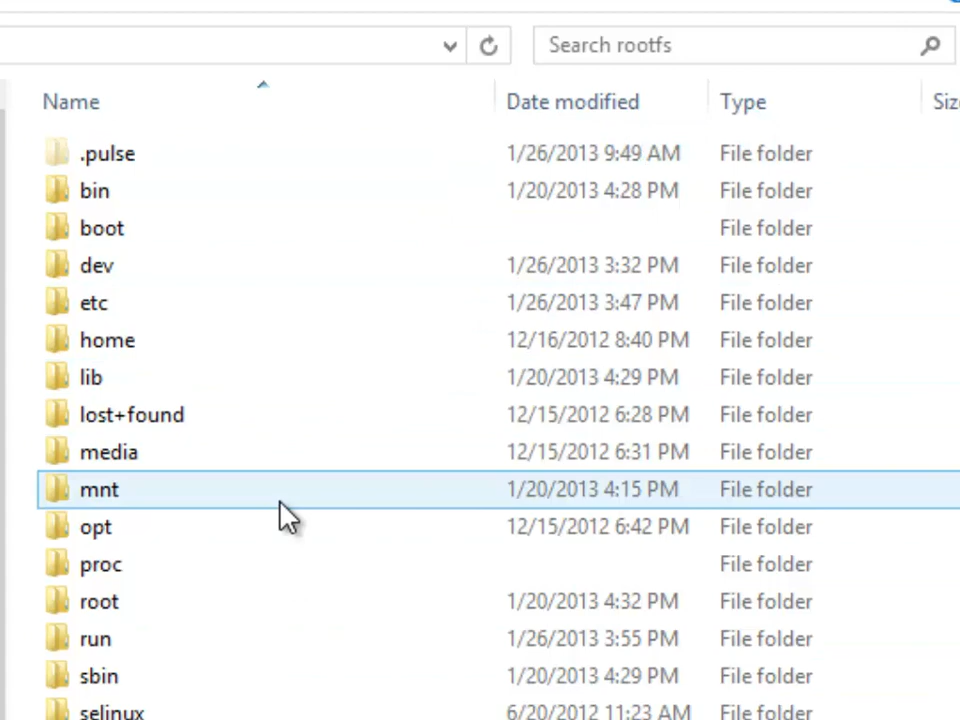 Search rootfs
Name Date modified Type Siz
.pulse 1/26/2013 9:49 AM File folder
bin 1/20/2013 4:28 PM File folder
boot File folder
dev 1/26/2013 3:32 PM File folder
etc 1/26/2013 3:47 PM File folder
home 12/16/2012 8:40 PM File folder
lib 1/20/2013 4:29 PM File folder
lost+found 12/15/2012 6:28 PM File folder
media 12/15/2012 6:31 PM File folder
mnt 1/20/2013 4:15 PM File folder
opt 12/15/2012 6:42 PM File folder
proc File folder
root 1/20/2013 4:32 PM File folder
run 1/26/2013 3:55 PM File folder
sbin 1/20/2013 4:29 PM File folder
selinux 6/20/2012 11:23 AM File folder